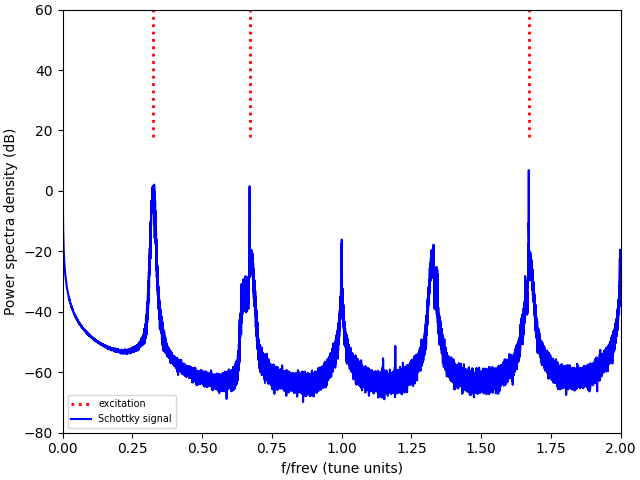 60
40
20
0
−20
−40
−60
−80
Power spectra density (dB)
excitation
Schottky signal
0.00 0.25 0.50 0.75 1.00 1.25 1.50 1.75 2.00
f/frev (tune units)